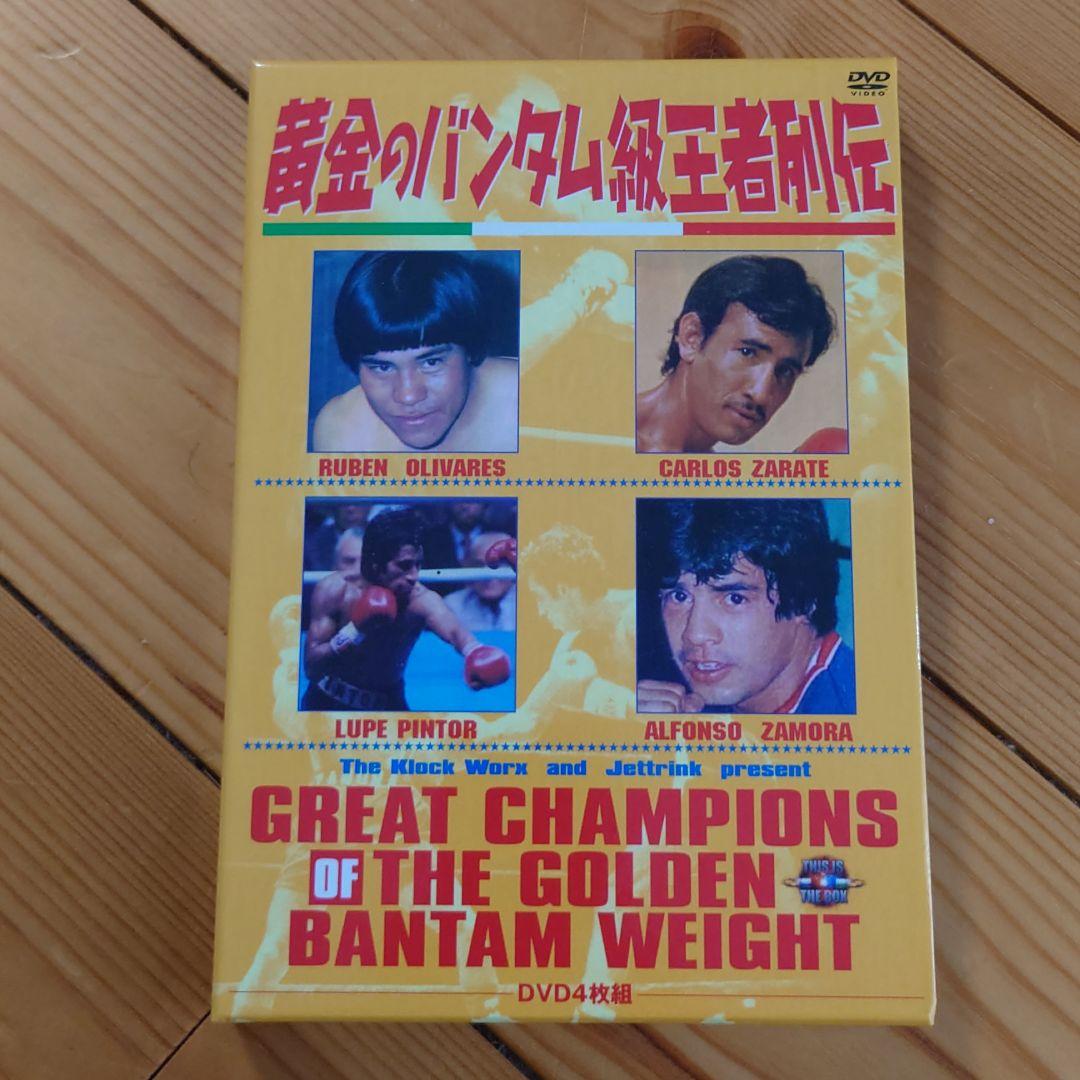 DVD
VIDEO
黄金のバンタム級王者列伝
RUBEN OLIVARES
CARLOS ZARATE
LUPE PINTOR
ALFONSO ZAMORA
The Klock Worx and Jettrink present
GREAT CHAMPIONS
OF THE GOLDEN
THIS IS
THE BOX
BANTAM WEIGHT
DVD4枚組